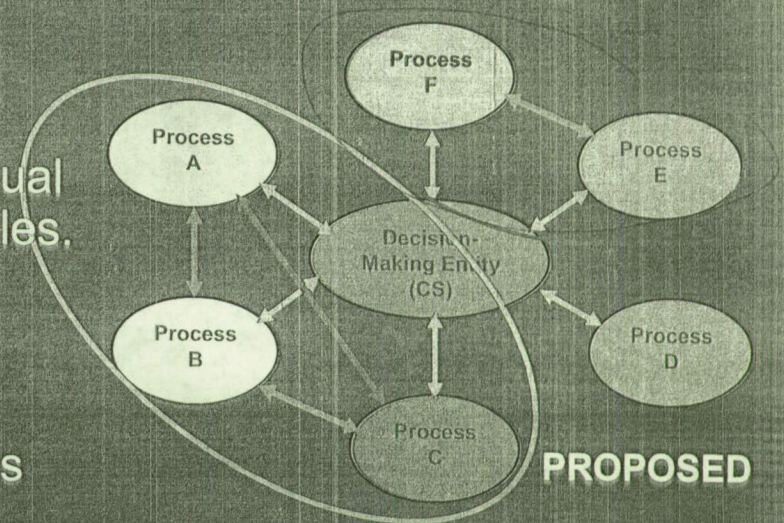 ual
les.
s
Process
F
Process
A
Process
E
Decision-
Making Entity
(CS)
Process
B
Process
D
Process
C
PROPOSED